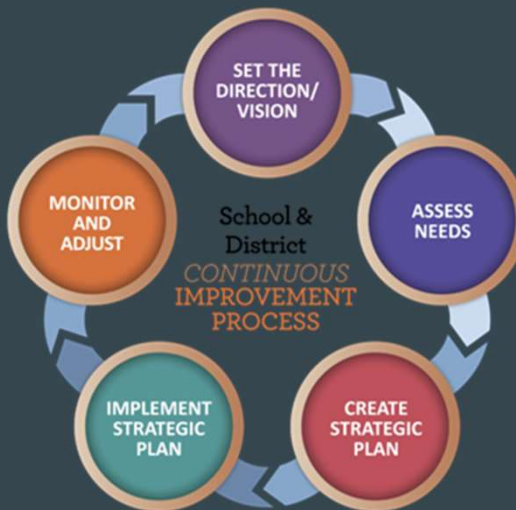 SET THE
DIRECTION/
VISION
ASSESS
NEEDS
CREATE
STRATEGIC
PLAN
IMPLEMENT
STRATEGIC
PLAN
MONITOR
AND
ADJUST
School &
District
CONTINUOUS
IMPROVEMENT
PROCESS